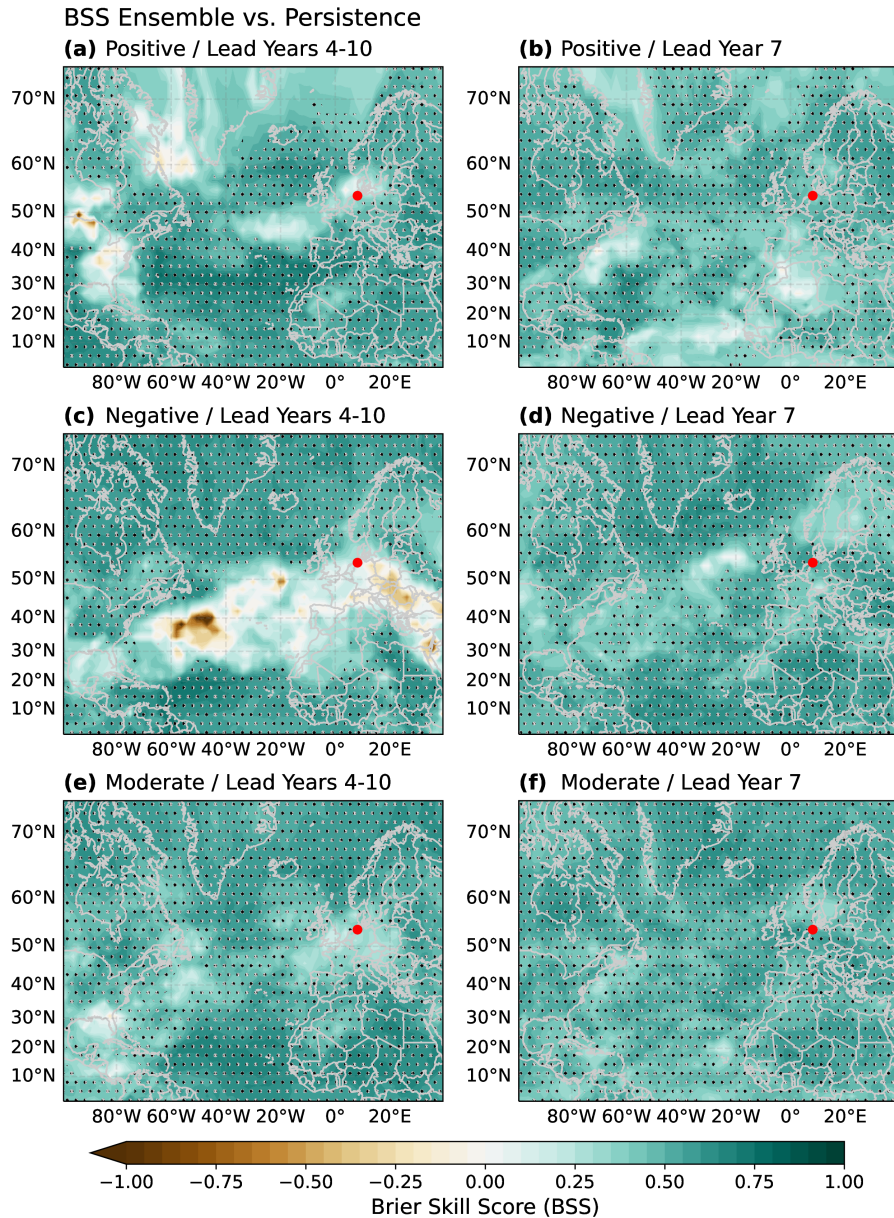 BSS Ensemble vs. Persistence
(a) Positive / Lead Years 4-10
(b) Positive / Lead Year 7
70°N
60°N
50°N
40°N
30°N
20°N
10°N
80°W 60°W 40°W 20°W 0° 20°E
70°N
60°N
50°N
40°N
30°N
20°N
10°N
80°W 60°W 40°W 20°W 0° 20°E
(c) Negative / Lead Years 4-10
(d) Negative / Lead Year 7
70°N
60°N
50°N
40°N
30°N
20°N
10°N
80°W 60°W 40°W 20°W 0° 20°E
70°N
60°N
50°N
40°N
30°N
20°N
10°N
80°W 60°W 40°W 20°W 0° 20°E
(e) Moderate / Lead Years 4-10
(f) Moderate / Lead Year 7
70°N
60°N
50°N
40°N
30°N
20°N
10°N
80°W 60°W 40°W 20°W 0° 20°E
70°N
60°N
50°N
40°N
30°N
20°N
10°N
80°W 60°W 40°W 20°W 0° 20°E
−1.00 −0.75 −0.50 −0.25 0.00 0.25 0.50 0.75 1.00
Brier Skill Score (BSS)